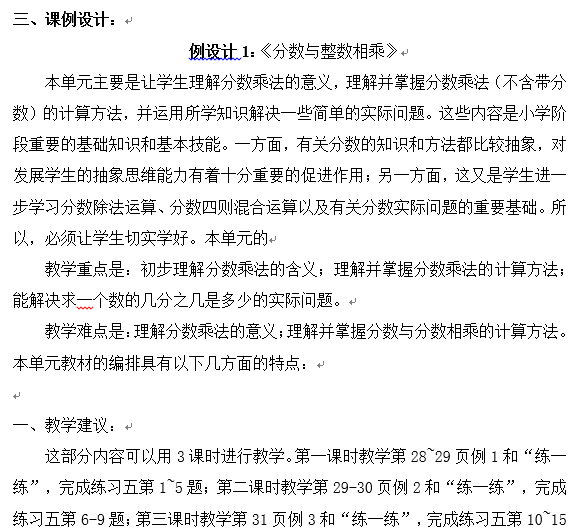 三、课例设计：
例设计1：《分数与整数相乘》
本单元主要是让学生理解分数乘法的意义，理解并掌握分数乘法（不含带分
数）的计算方法，并运用所学知识解决一些简单的实际问题。这些内容是小学阶
段重要的基础知识和基本技能。一方面，有关分数的知识和方法都比较抽象，对
发展学生的抽象思维能力有着十分重要的促进作用；另一方面，这又是学生进一
步学习分数除法运算、分数四则混合运算以及有关分数实际问题的重要基础。所
以，必须让学生切实学好。本单元的
教学重点是：初步理解分数乘法的含义；理解并掌握分数乘法的计算方法；
能解决求一个数的几分之几是多少的实际问题。
教学难点是：理解分数乘法的意义；理解并掌握分数与分数相乘的计算方法。
本单元教材的编排具有以下几方面的特点：
一、教学建议：
这部分内容可以用3课时进行教学。第一课时教学第28~29页例1和“练一
练”，完成练习五第1~5题；第二课时教学第29-30页例2和“练一练”，完成
练习五第6-9题；第三课时教学第31页例3和“练一练”，完成练习五第10~15